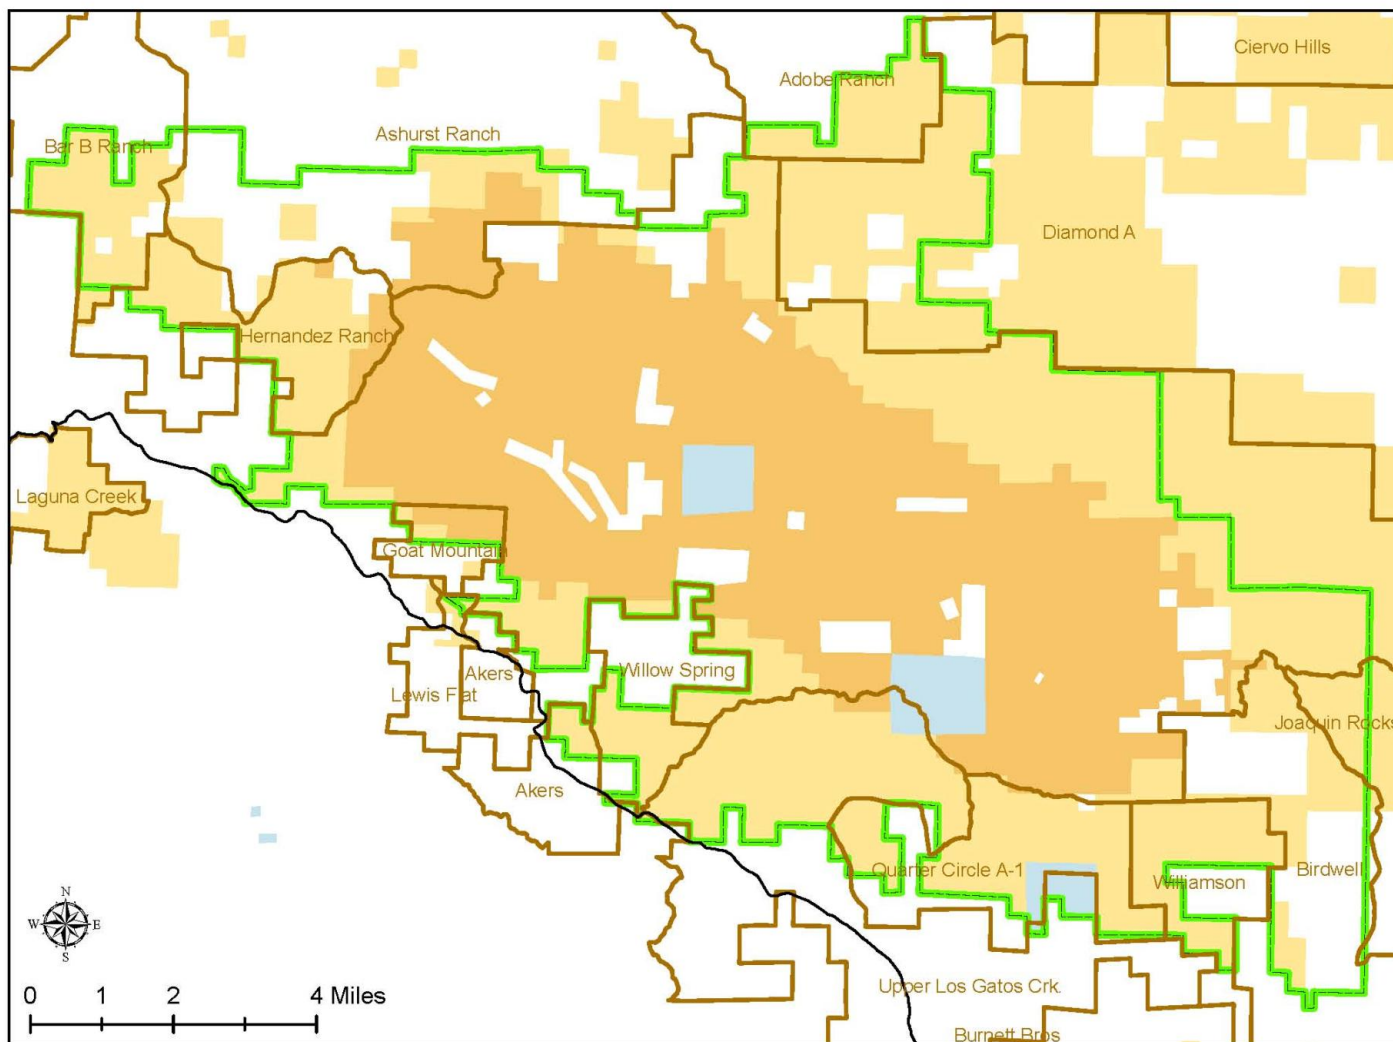 Ciervo Hills
Adobe Ranch
Ashurst Ranch
Bar B Ranch
Diamond A
Hernandez Ranch
Laguna Creek
Goat Mountain
Willow Spring
Akers
Lewis Flat
Joaquin Rocks
Akers
Quarter Circle A-1
Williamson
Birdwell
Upper Los Gatos Crk.
Burnett Bros
N
W E
S
0 1 2 4 Miles